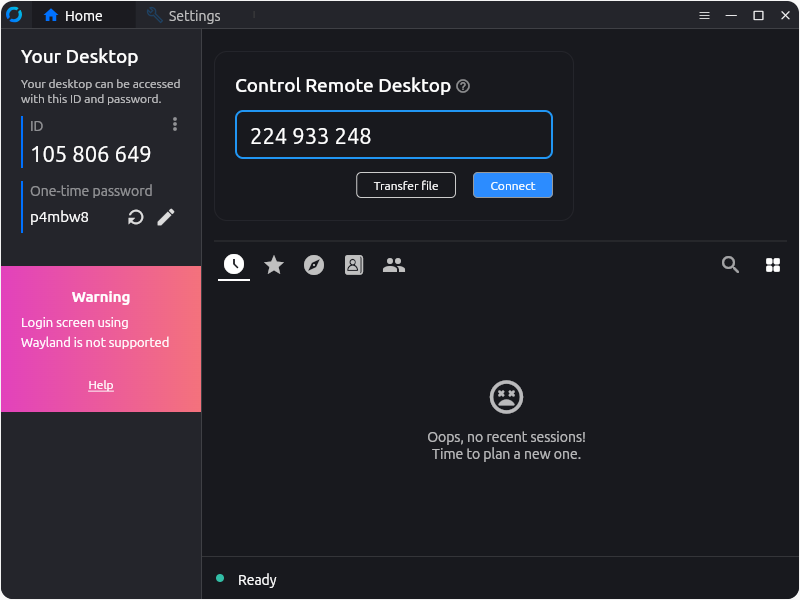 Home
Settings
Your Desktop
Your desktop can be accessed
with this ID and password.
ID
105 806 649
One-time password
p4mbw8
Warning
Login screen using
Wayland is not supported
Help
Control Remote Desktop
224 933 248
Transfer file
Connect
Oops, no recent sessions!
Time to plan a new one.
Ready